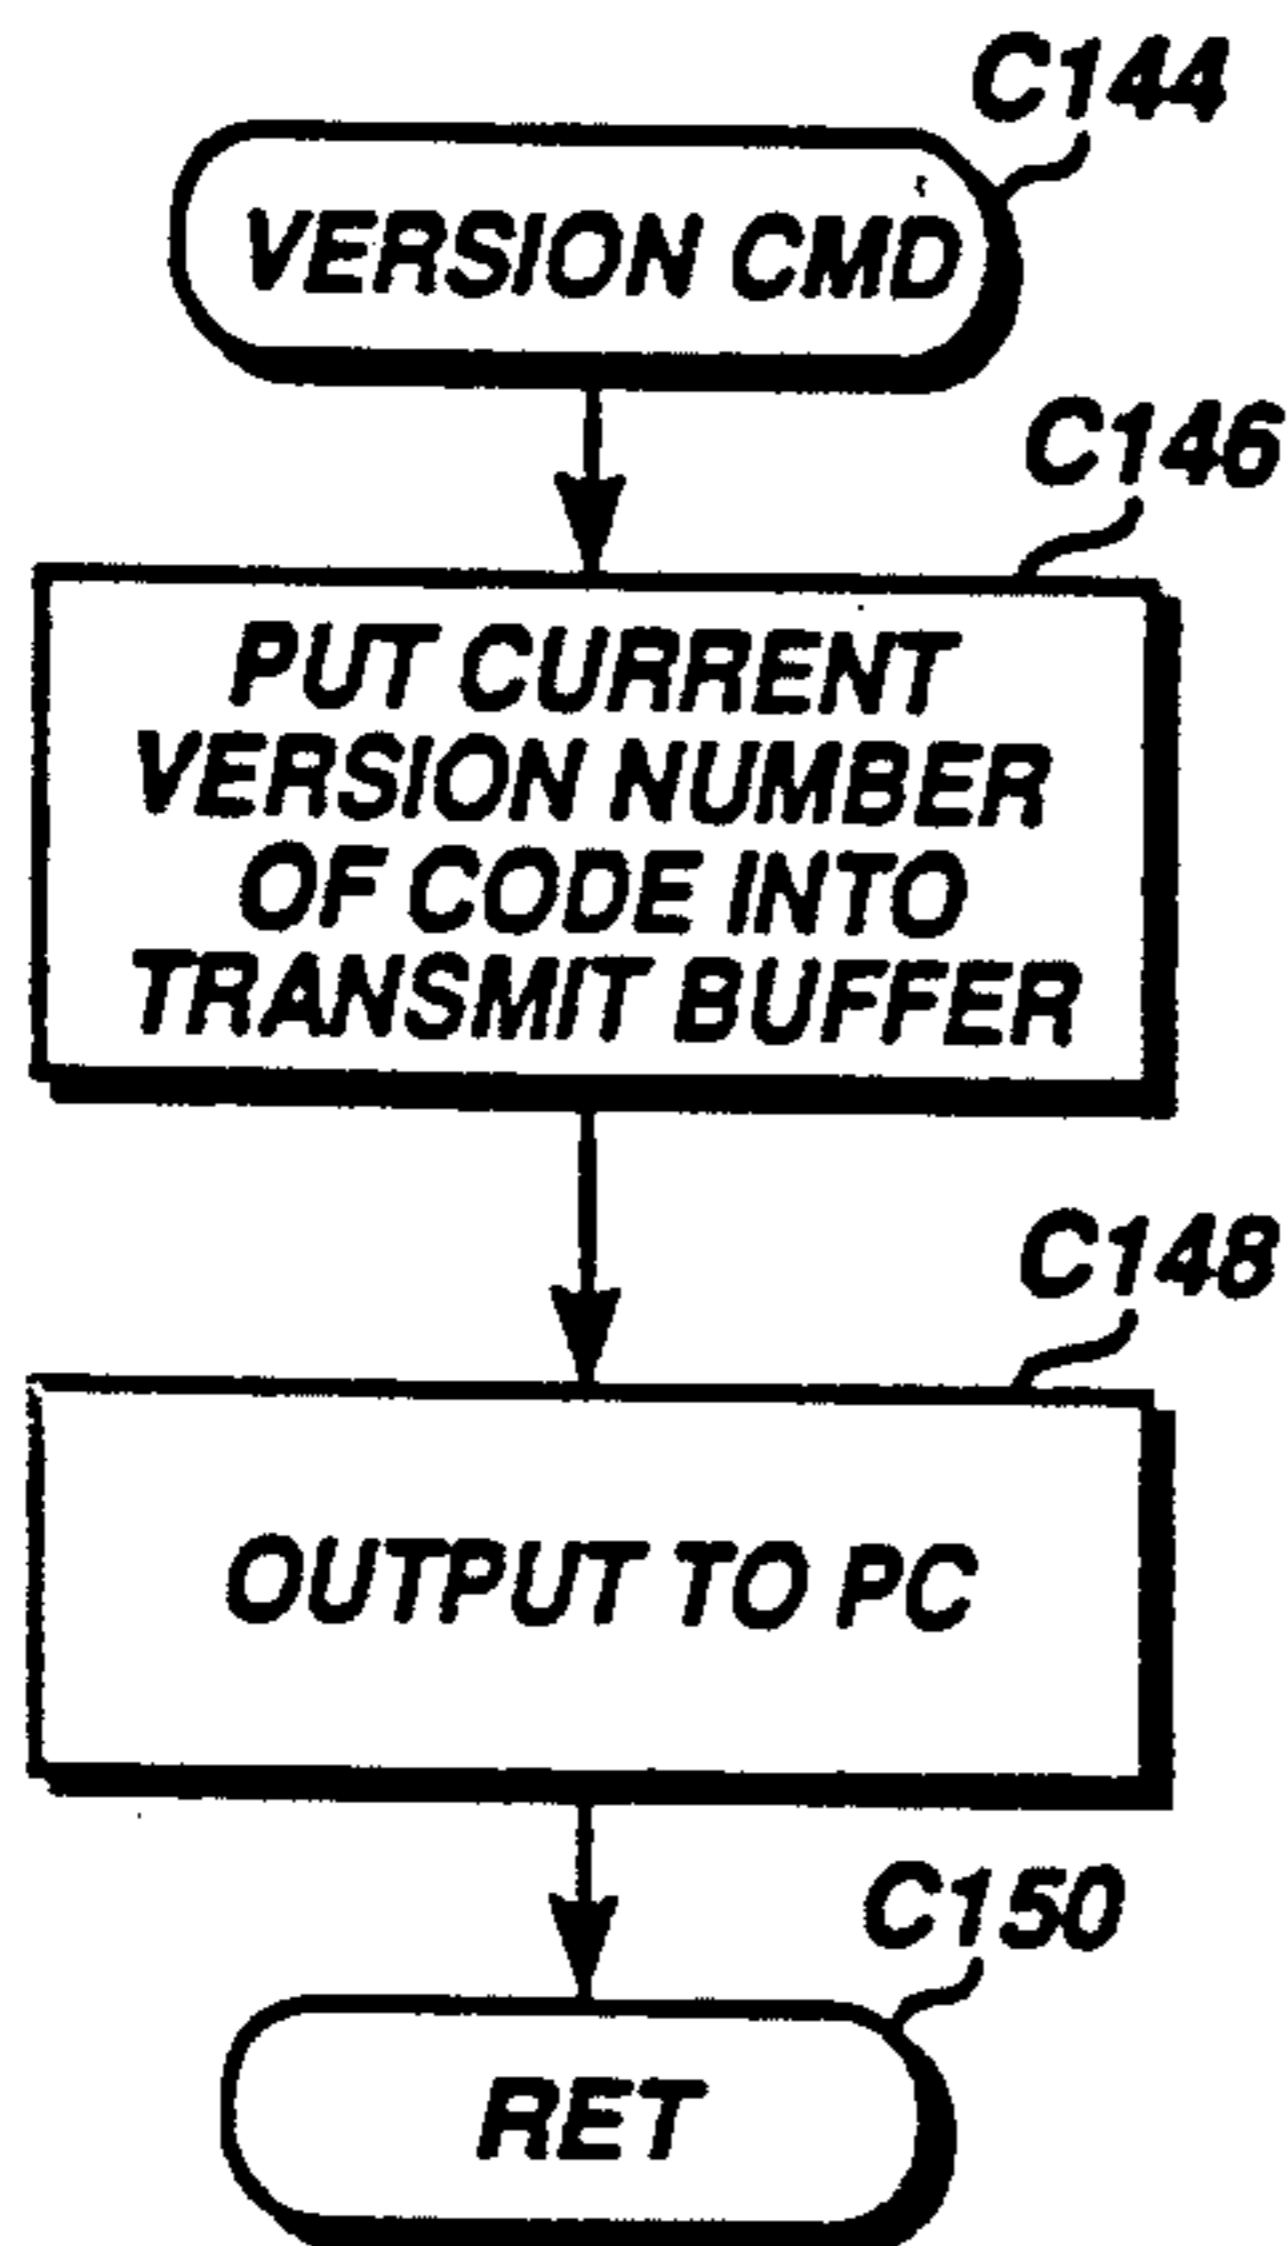 C144
VERSION CMD
C146
PUT CURRENT
VERSION NUMBER
OF CODE INTO
TRANSMIT BUFFER
C148
OUTPUT TO PC
C150
RET